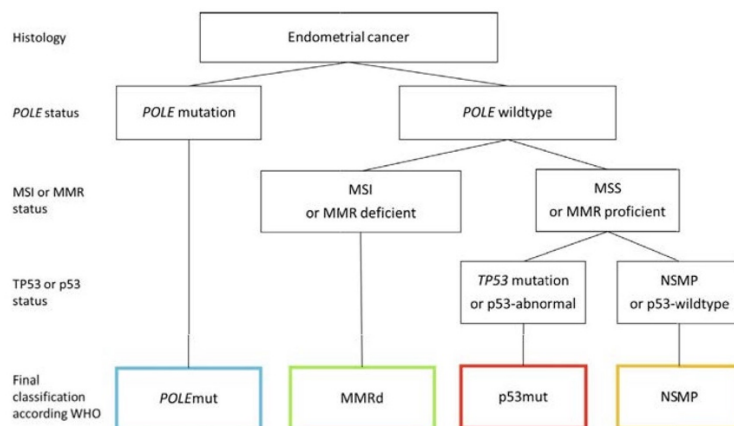 Histology
Endometrial cancer
POLE status
POLE mutation
POLE wildtype
MSI or MMR
status
MSI
or MMR deficient
MSS
or MMR proficient
TP53 or p53
status
TP53 mutation
or p53-abnormal
NSMP
or p53-wildtype
Final
classification
according WHO
POLEmut
MMRd
p53mut
NSMP